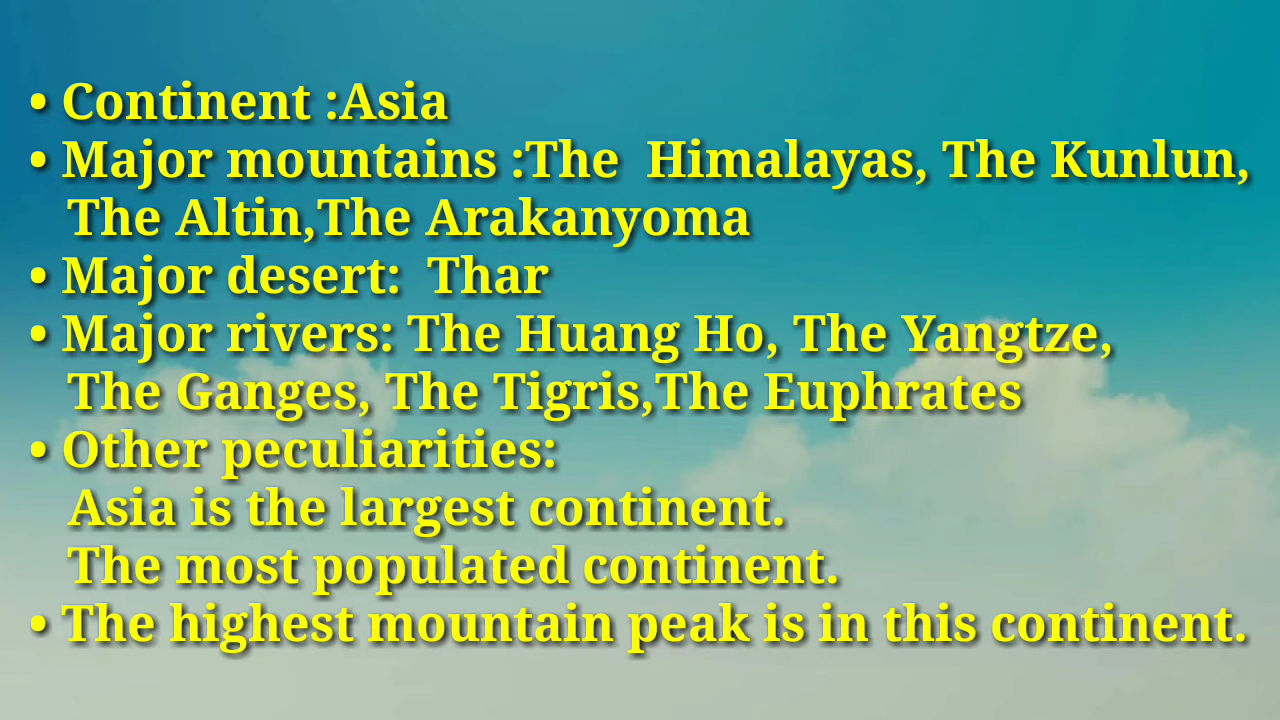 • Continent :Asia
• Major mountains :The  Himalayas, The Kunlun,
The Altin,The Arakanyoma
• Major desert:  Thar
• Major rivers: The Huang Ho, The Yangtze,
The Ganges, The Tigris,The Euphrates
• Other peculiarities:
Asia is the largest continent.
The most populated continent.
• The highest mountain peak is in this continent.